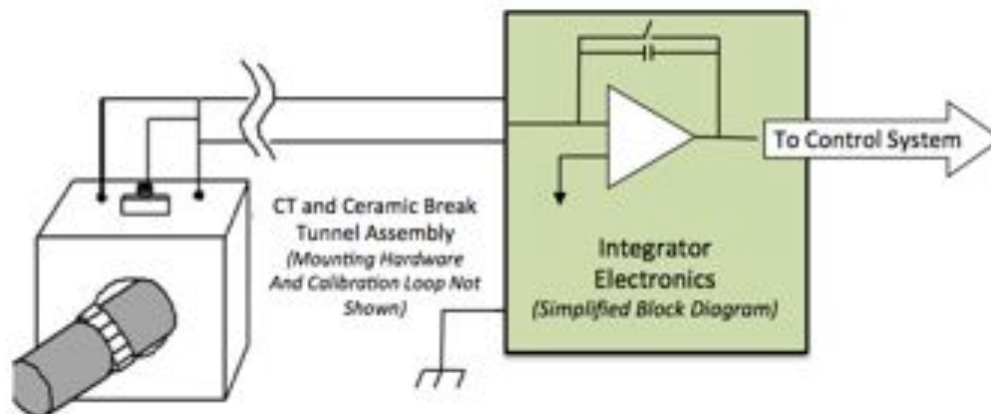 To Control System
CT and Ceramic Break
Tunnel Assembly
(Mounting Hardware
And Calibration Loop Not
Shown)
Integrator
Electronics
(Simplified Block Diagram)